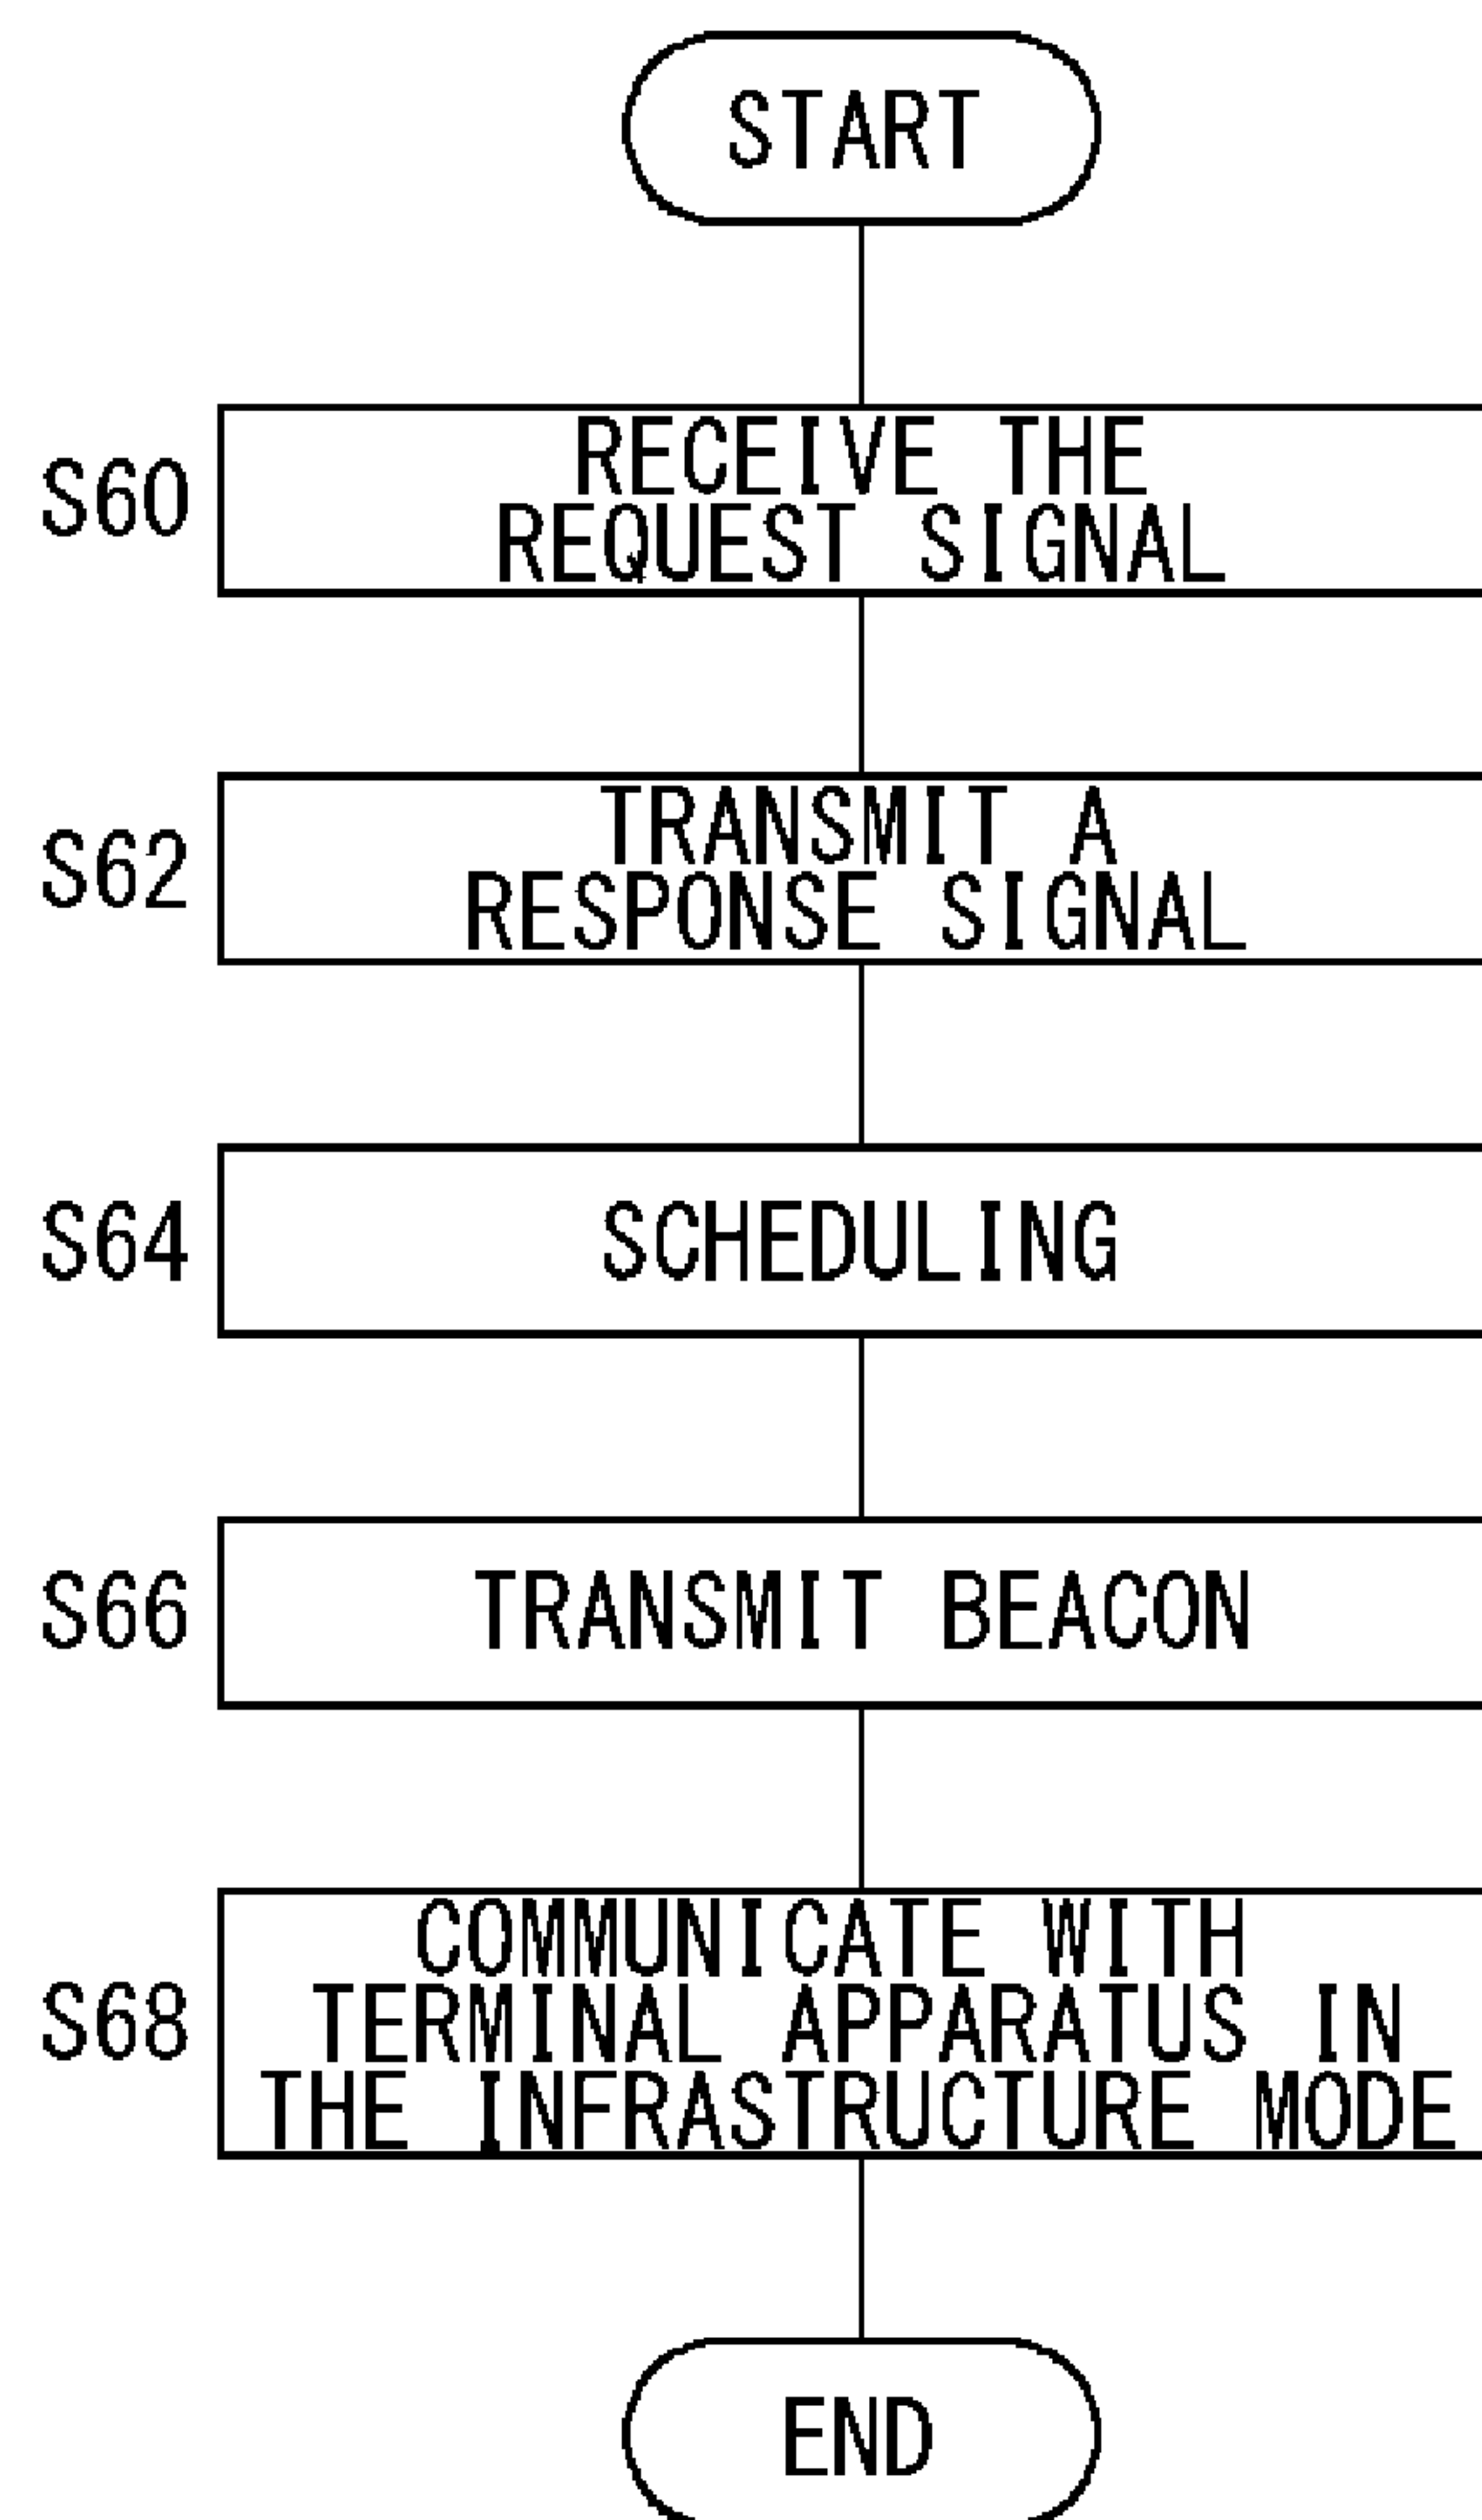 START
S60
RECEIVE THE
REQUEST SIGNAL
S62
TRANSMIT A
RESPONSE SIGNAL
S64
SCHEDULING
S66
TRANSMIT BEACON
S68
COMMUNICATE WITH
TERMINAL APPARATUS IN
THE INFRASTRUCTURE MODE
END